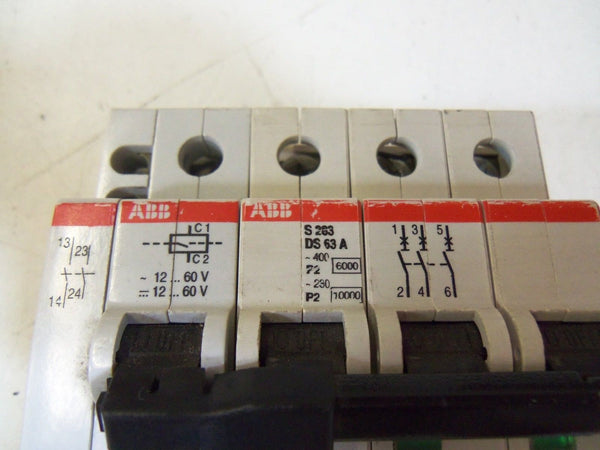 13 23
14 24
ABB
C1
C2
~ 12 ... 60 V
⎓ 12 ... 60 V
ABB
S 263
DS 63 A
~400 6000
P2
~230 10000
P2
1 3 5
2 4 6